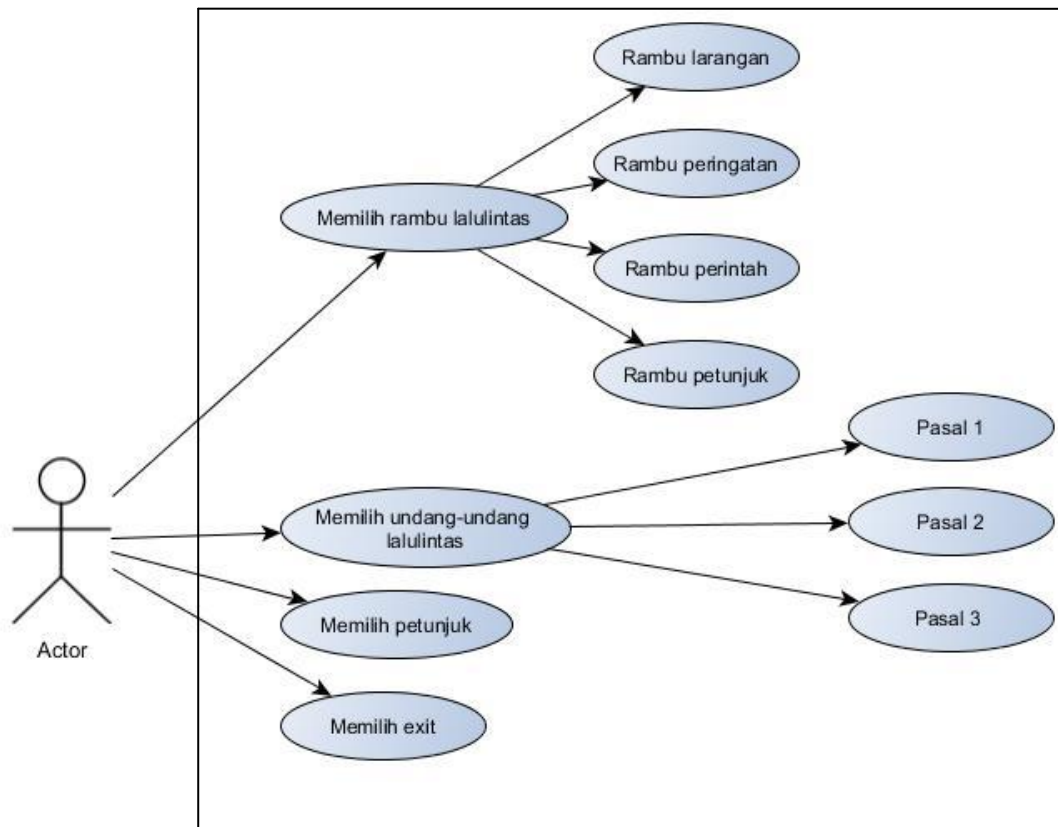 Rambu larangan
Rambu peringatan
Memilih rambu lalulintas
Rambu perintah
Rambu petunjuk
Pasal 1
Memilih undang-undang
lalulintas
Pasal 2
Memilih petunjuk
Pasal 3
Actor
Memilih exit